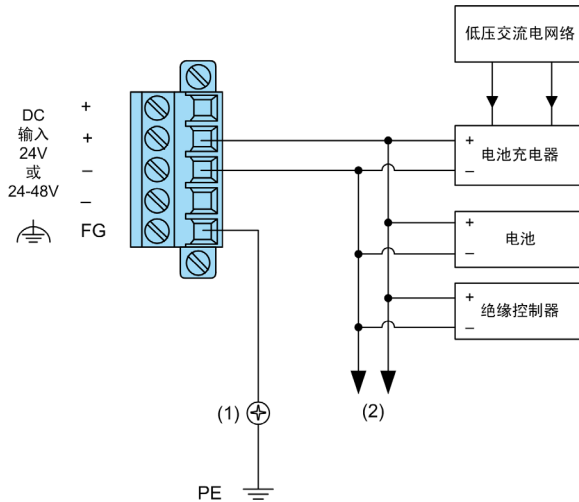 低压交流电网络
DC
输入
24V
或
24-48V
+
+
–
–
FG
+
–
电池充电器
+
–
电池
+
–
绝缘控制器
(1)
(2)
PE